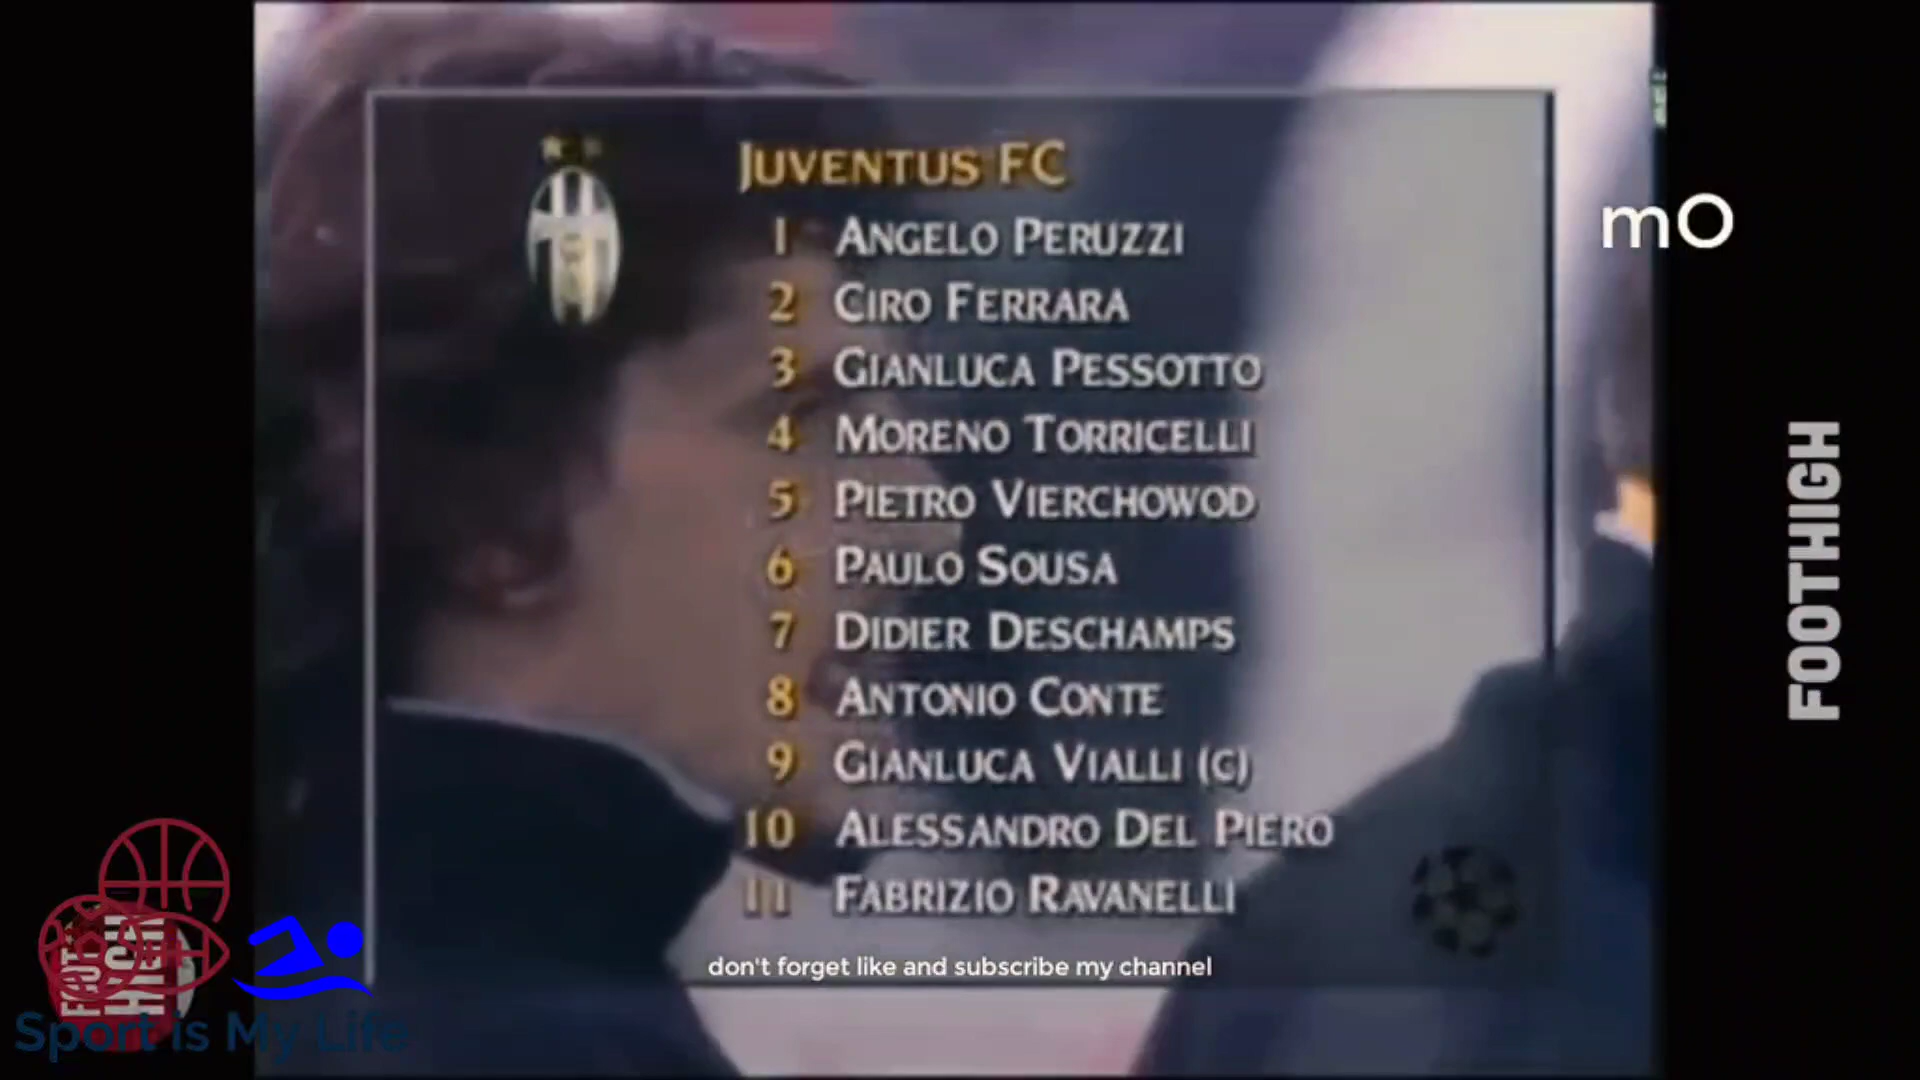 JUVENTUS FC
1 ANGELO PERUZZI
2 CIRO FERRARA
3 GIANLUCA PESSOTTO
4 MORENO TORRICELLI
5 PIETRO VIERCHOWOD
6 PAULO SOUSA
7 DIDIER DESCHAMPS
8 ANTONIO CONTE
9 GIANLUCA VIALLI (C)
10 ALESSANDRO DEL PIERO
11 FABRIZIO RAVANELLI
don't forget like and subscribe my channel
mO
FOOTHIGH
FOOT
HIGH
Sport is My Life